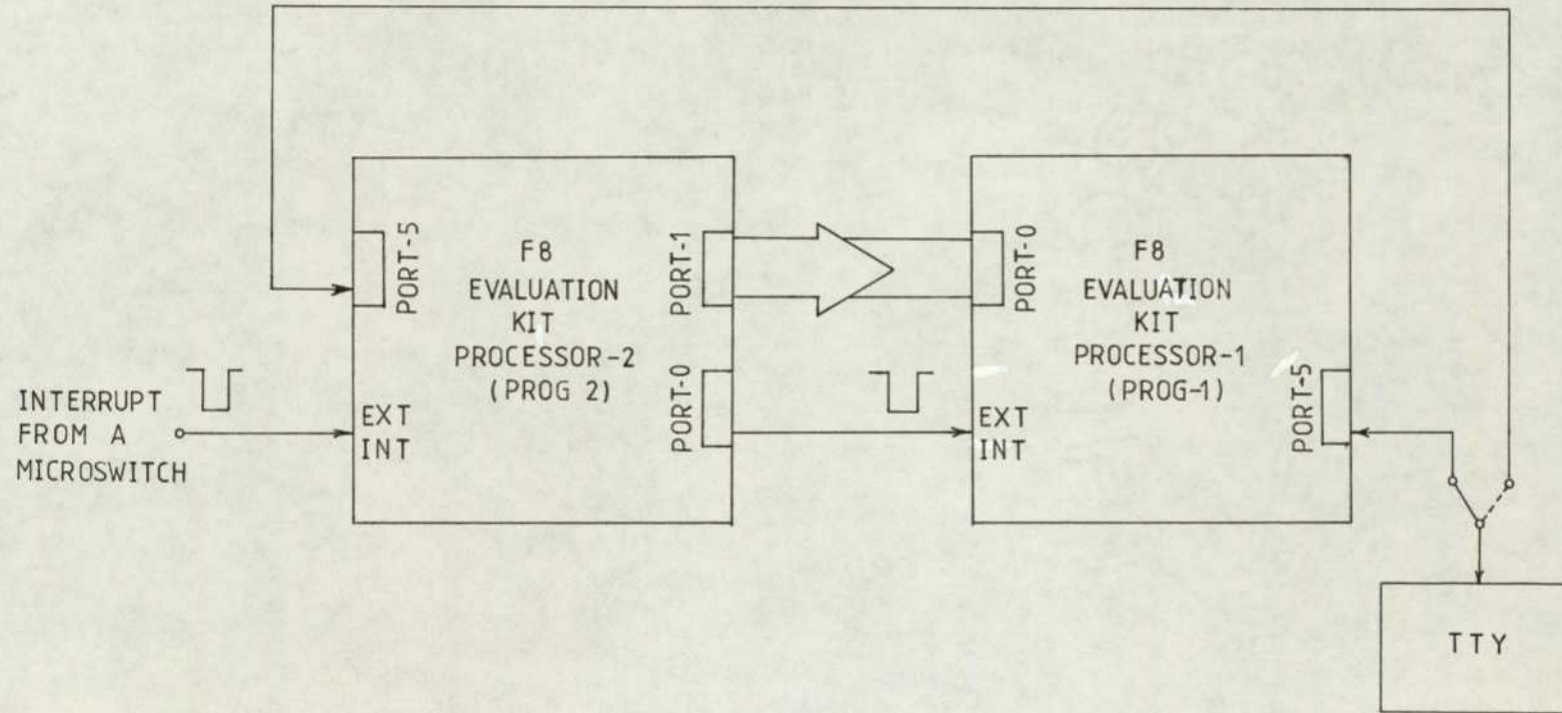 PORT-5
F8
EVALUATION
KIT
PROCESSOR-2
(PROG 2)
PORT-1
PORT-0
EXT
INT
INTERRUPT
FROM A
MICROSWITCH
PORT-0
F8
EVALUATION
KIT
PROCESSOR-1
(PROG-1)
PORT-5
EXT
INT
TTY